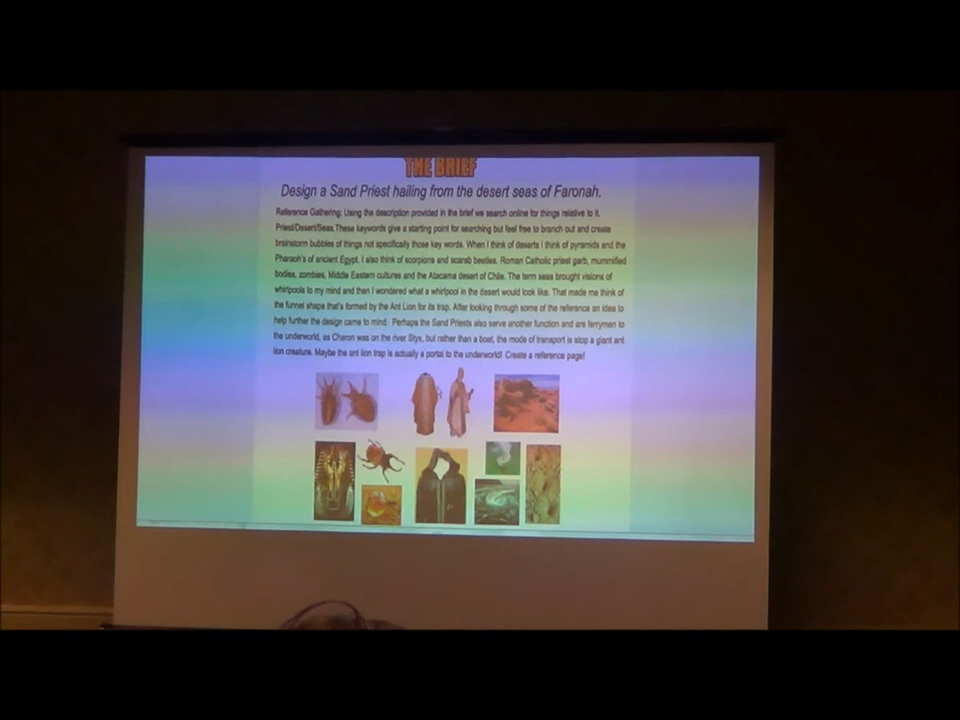 THE BRIEF
Design a Sand Priest hailing from the desert seas of Faronah.
Reference Gathering: Using the description provided in the brief we search online for things relative to it.
Priest/Desert/Seas.These keywords give a starting point for searching but feel free to branch out and create
brainstorm bubbles of things not specifically those key words. When I think of deserts I think of pyramids and the
Pharaoh's of ancient Egypt. I also think of scorpions and scarab beetles. Roman Catholic priest garb, mummified
bodies, zombies, Middle Eastern cultures and the Atacama desert of Chile. The term seas brought visions of
whirlpools to my mind and then I wondered what a whirlpool in the desert would look like. That made me think of
the funnel shape that's formed by the Ant Lion for its trap. After looking through some of the reference an idea to
help further the design came to mind. Perhaps the Sand Priests also serve another function and are ferrymen to
the underworld, as Charon was on the river Styx, but rather than a boat, the mode of transport is atop a giant ant
lion creature. Maybe the ant lion trap is actually a portal to the underworld! Create a reference page!